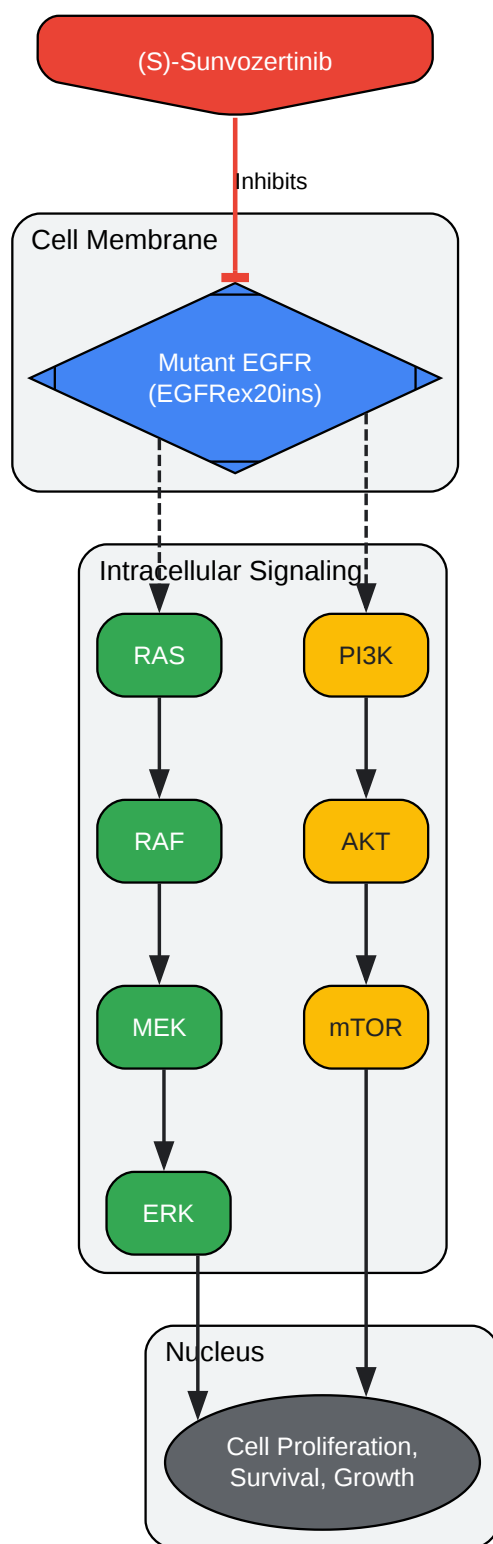 (S)-Sunvozertinib
Inhibits
Cell Membrane
Mutant EGFR
(EGFRex20ins)
Intracellular Signaling
RAS
PI3K
RAF
AKT
MEK
mTOR
ERK
Nucleus
Cell Proliferation,
Survival, Growth